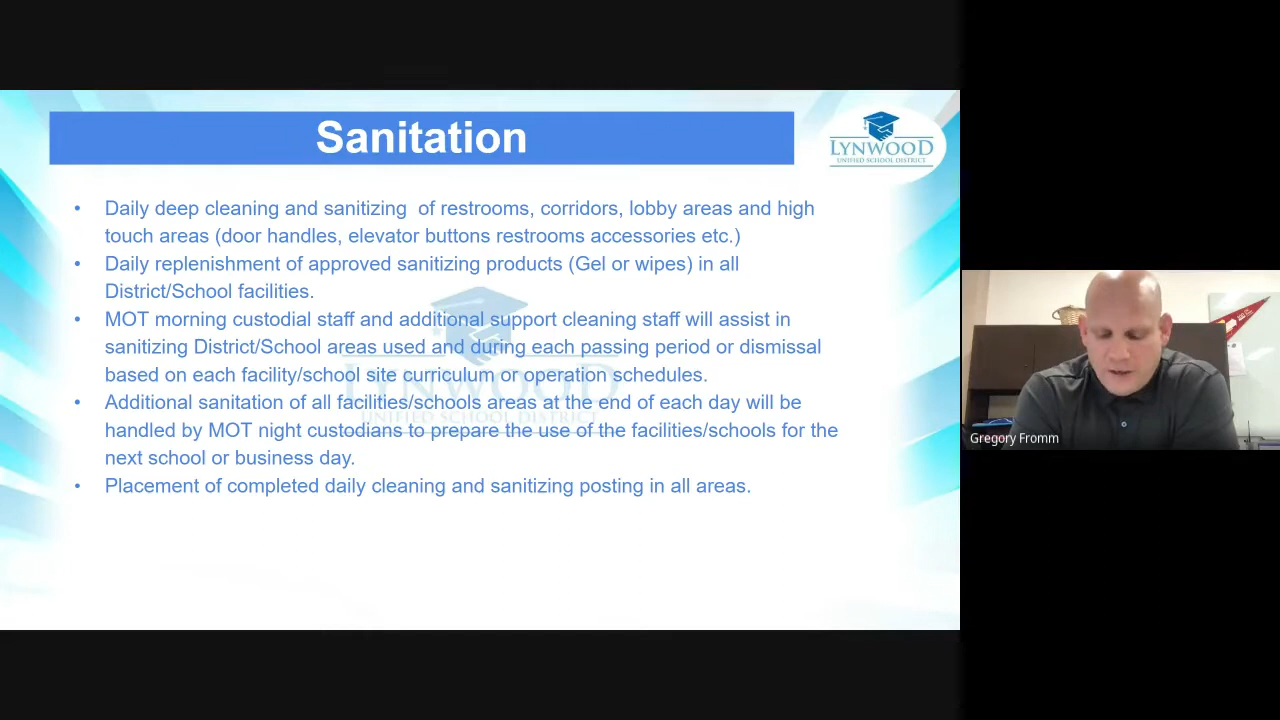 Sanitation
LYNWOOD
UNIFIED SCHOOL DISTRICT
• Daily deep cleaning and sanitizing  of restrooms, corridors, lobby areas and high
touch areas (door handles, elevator buttons restrooms accessories etc.)
• Daily replenishment of approved sanitizing products (Gel or wipes) in all
District/School facilities.
• MOT morning custodial staff and additional support cleaning staff will assist in
sanitizing District/School areas used and during each passing period or dismissal
based on each facility/school site curriculum or operation schedules.
• Additional sanitation of all facilities/schools areas at the end of each day will be
handled by MOT night custodians to prepare the use of the facilities/schools for the
next school or business day.
• Placement of completed daily cleaning and sanitizing posting in all areas.
LYNWOOD
UNIFIED SCHOOL DISTRICT
Gregory Fromm